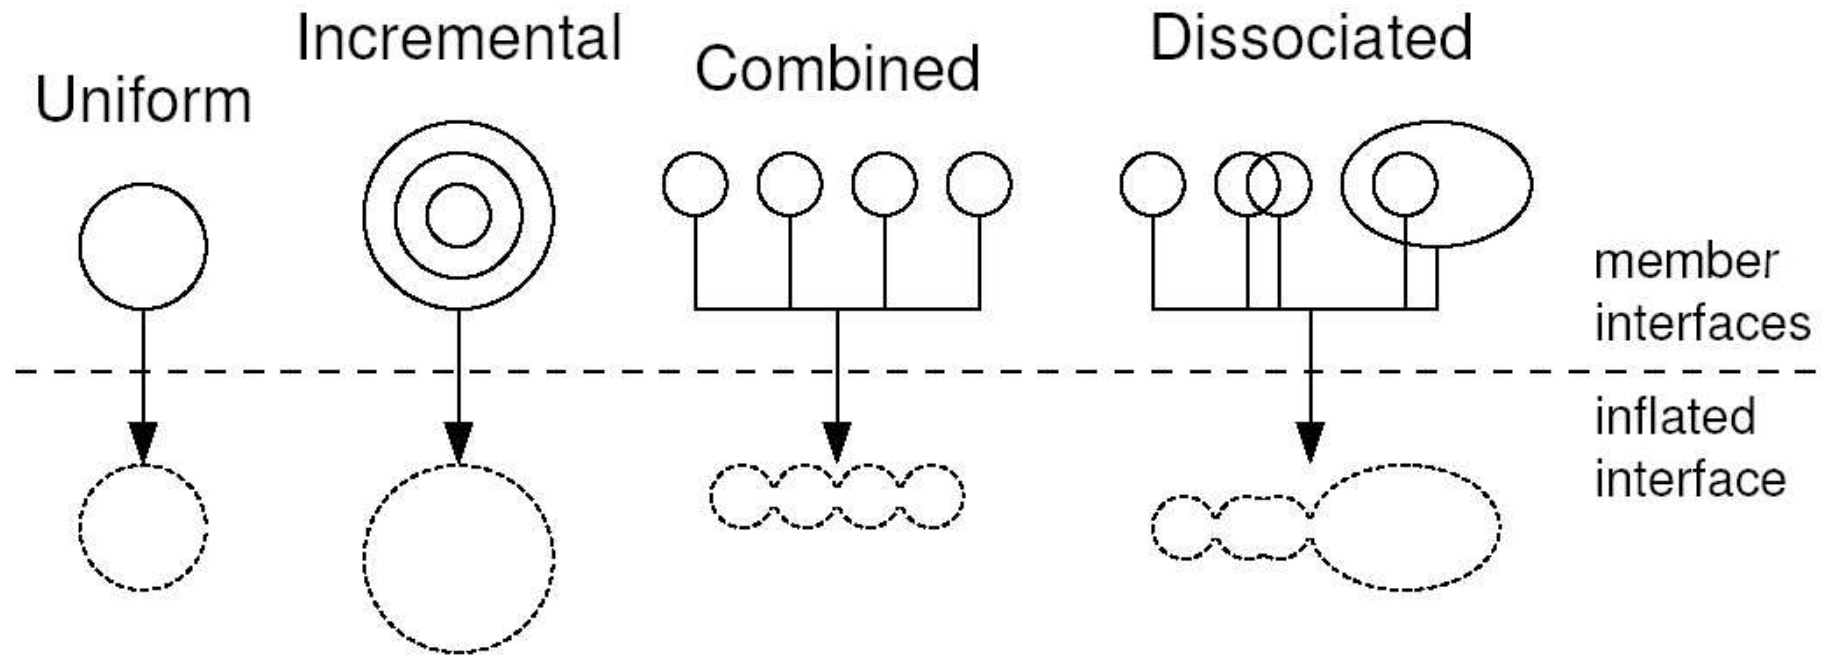 Uniform
Incremental
Combined
Dissociated
member
interfaces
inflated
interface